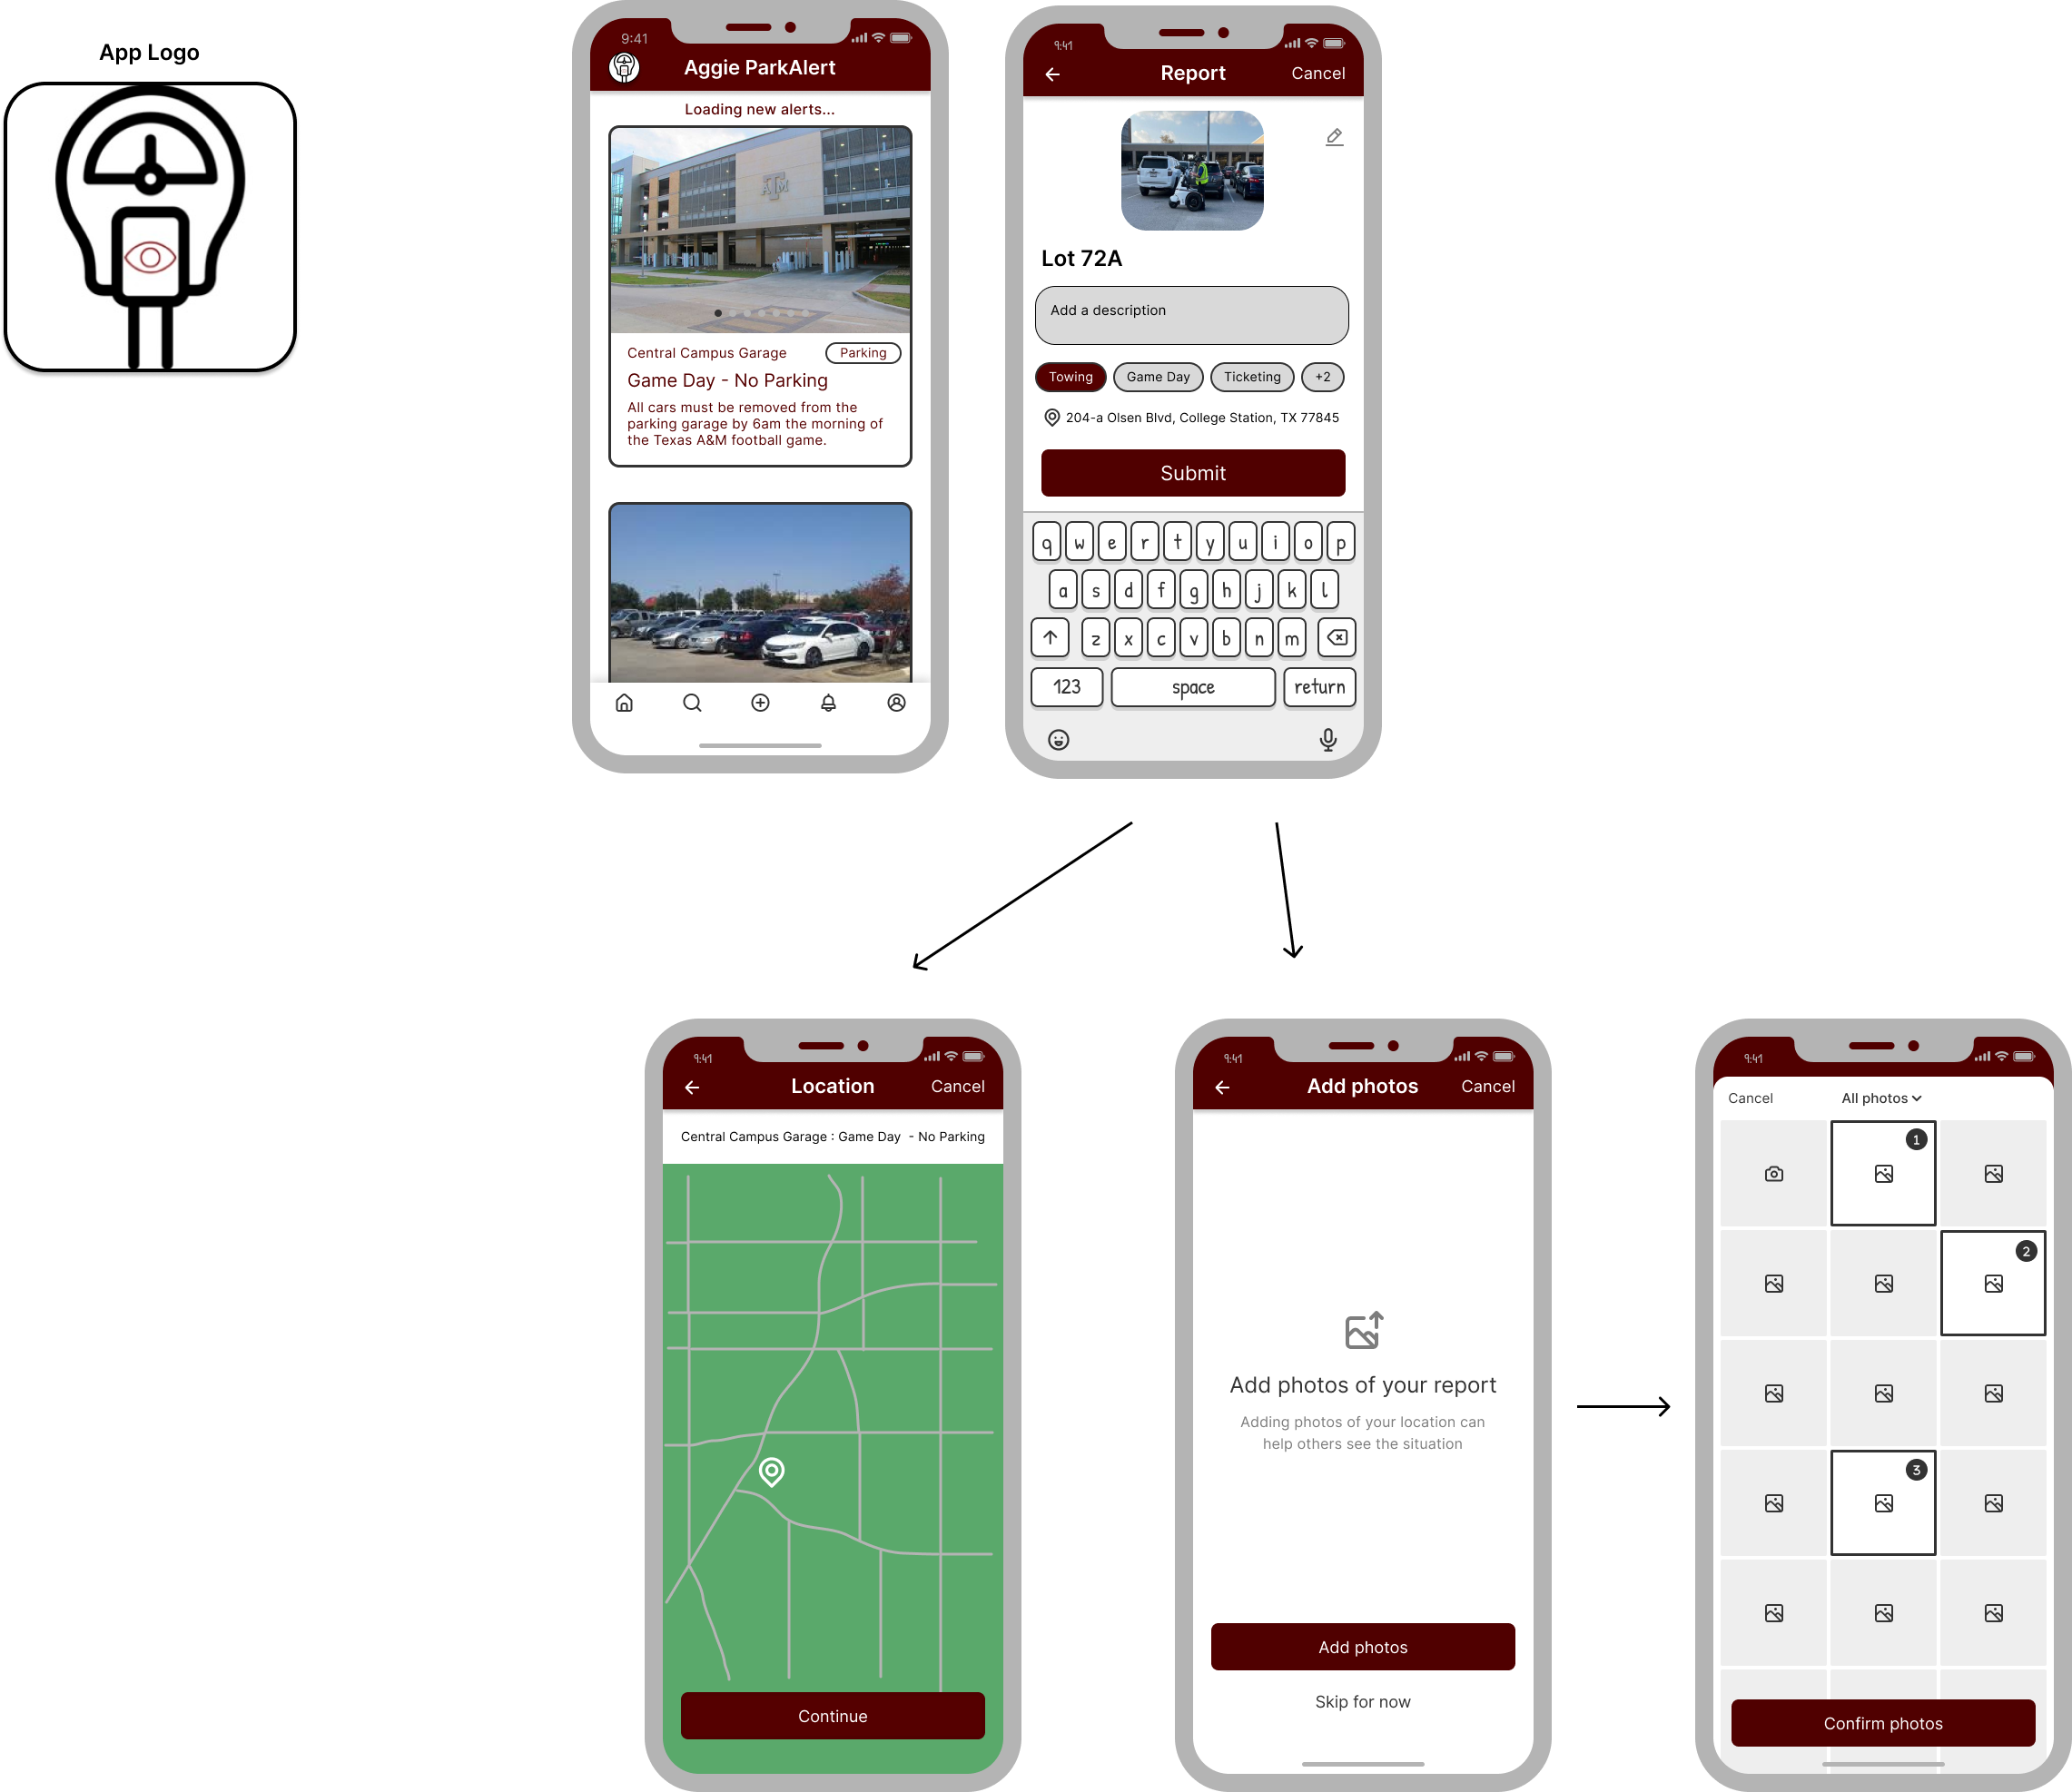 App Logo
9:41
Aggie ParkAlert
Loading new alerts...
ATM
Central Campus Garage
Parking
Game Day - No Parking
All cars must be removed from the
parking garage by 6am the morning of
the Texas A&M football game.
9:41
Report
Cancel
Lot 72A
Add a description
Towing
Game Day
Ticketing
+2
204-a Olsen Blvd, College Station, TX 77845
Submit
q w e r t y u i o p
a s d f g h j k l
z x c v b n m
123 space return
9:41
Location
Cancel
Central Campus Garage : Game Day - No Parking
Continue
9:41
Add photos
Cancel
Add photos of your report
Adding photos of your location can
help others see the situation
Add photos
Skip for now
9:41
Cancel
All photos
1
2
3
Confirm photos